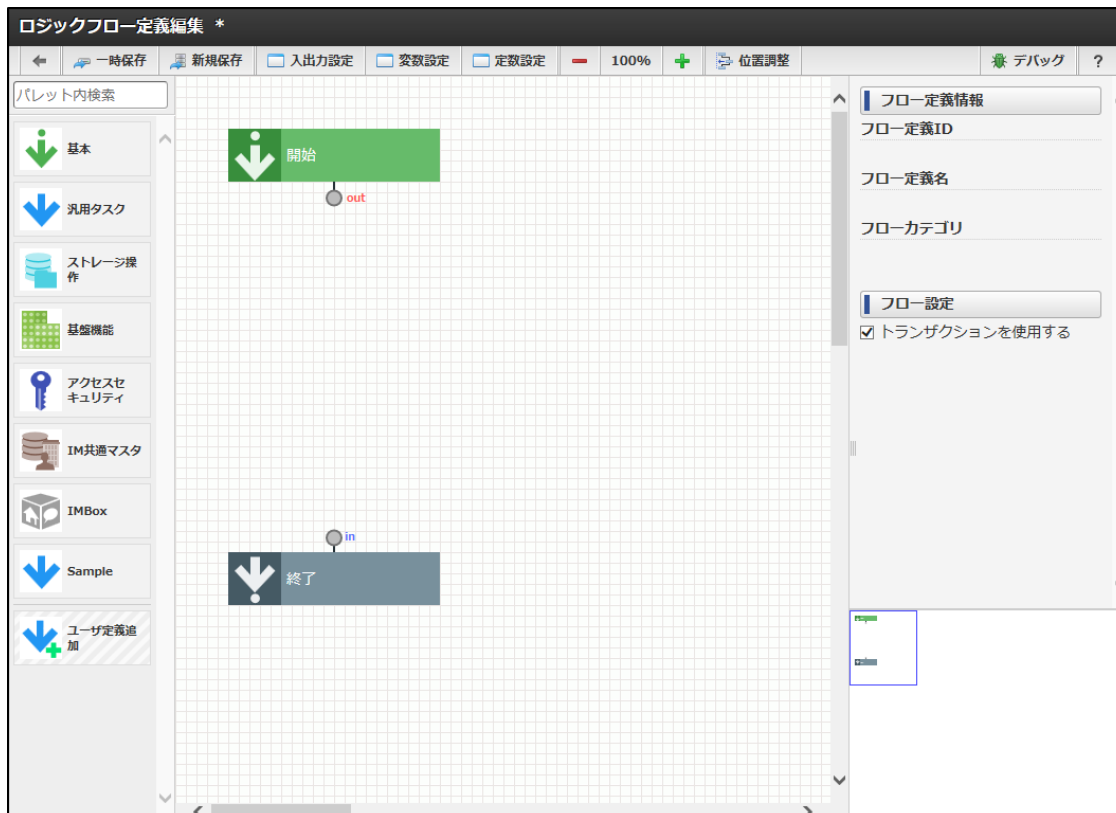 ロジックフロー定義編集 *
一時保存 新規保存 入出力設定 変数設定 定数設定 100% 位置調整 デバッグ ?
パレット内検索
基本
汎用タスク
ストレージ操
作
基盤機能
アクセスセ
キュリティ
IM共通マスタ
IMBox
Sample
ユーザ定義追
加
開始
out
in
終了
フロー定義情報
フロー定義ID
フロー定義名
フローカテゴリ
フロー設定
トランザクションを使用する